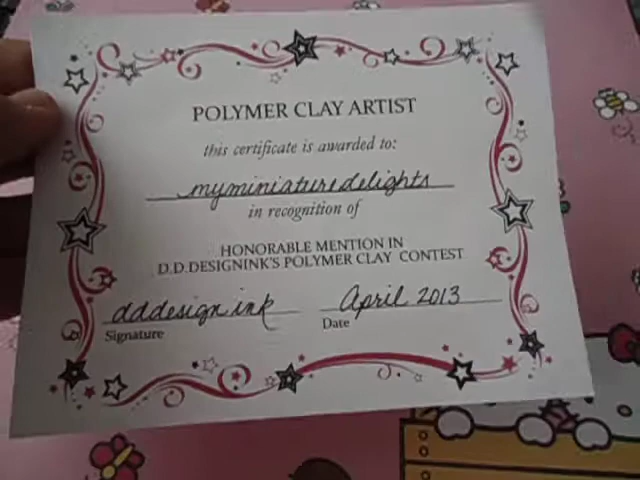 POLYMER CLAY ARTIST
this certificate is awarded to:
myminiaturedelights
in recognition of
HONORABLE MENTION IN
D.D.DESIGNINK'S POLYMER CLAY CONTEST
dddesign ink April 2013
Signature Date